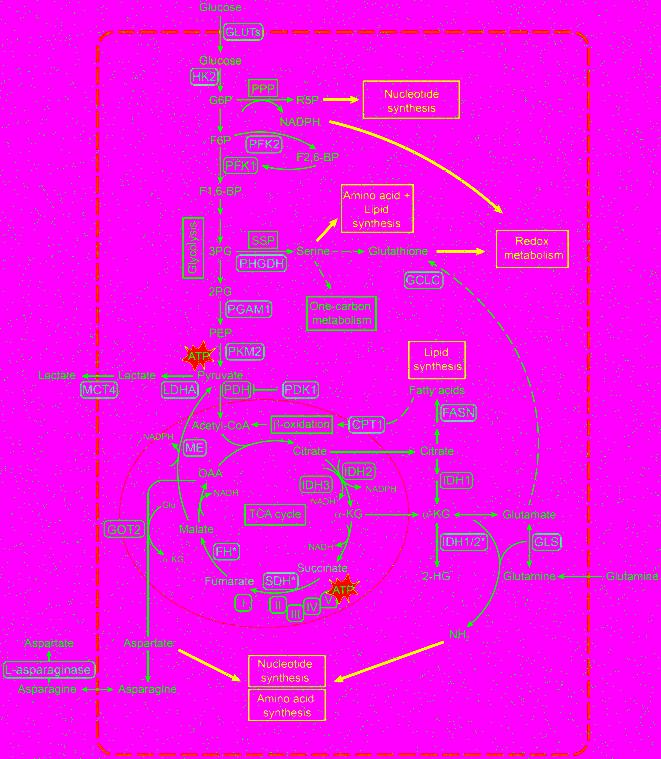 Glucose
GLUTs
Glucose
HK2
PPP
G6P
R5P
Nucleotide
synthesis
NADPH
F6P
PFK2
F2,6-BP
PFK1
F1,6-BP
Amino acid +
Lipid
synthesis
Glycolysis
SSP
3PG
Serine
Glutathione
Redox
metabolism
PHGDH
GCLC
2PG
One-carbon
metabolism
PGAM1
PEP
ATP
PKM2
Lipid
synthesis
Lactate
Lactate
Pyruvate
MCT4
LDHA
PDH
PDK1
Fatty acids
FASN
Acetyl-CoA
β-oxidation
CPT1
NADPH
ME
Citrate
Citrate
OAA
IDH2
IDH3
IDH1
NADPH
NADH
NADH
Glu
TCA cycle
α-KG
α-KG
Glutamate
GOT2
Malate
NADH
IDH1/2*
GLS
FH*
α-KG
Succinate
2-HG
Glutamine
Glutamine
Fumarate
SDH*
ATP
I
II
III
IV
V
NH
Aspartate
Aspartate
L-asparaginase
Nucleotide
synthesis
Asparagine
Asparagine
Amino acid
synthesis